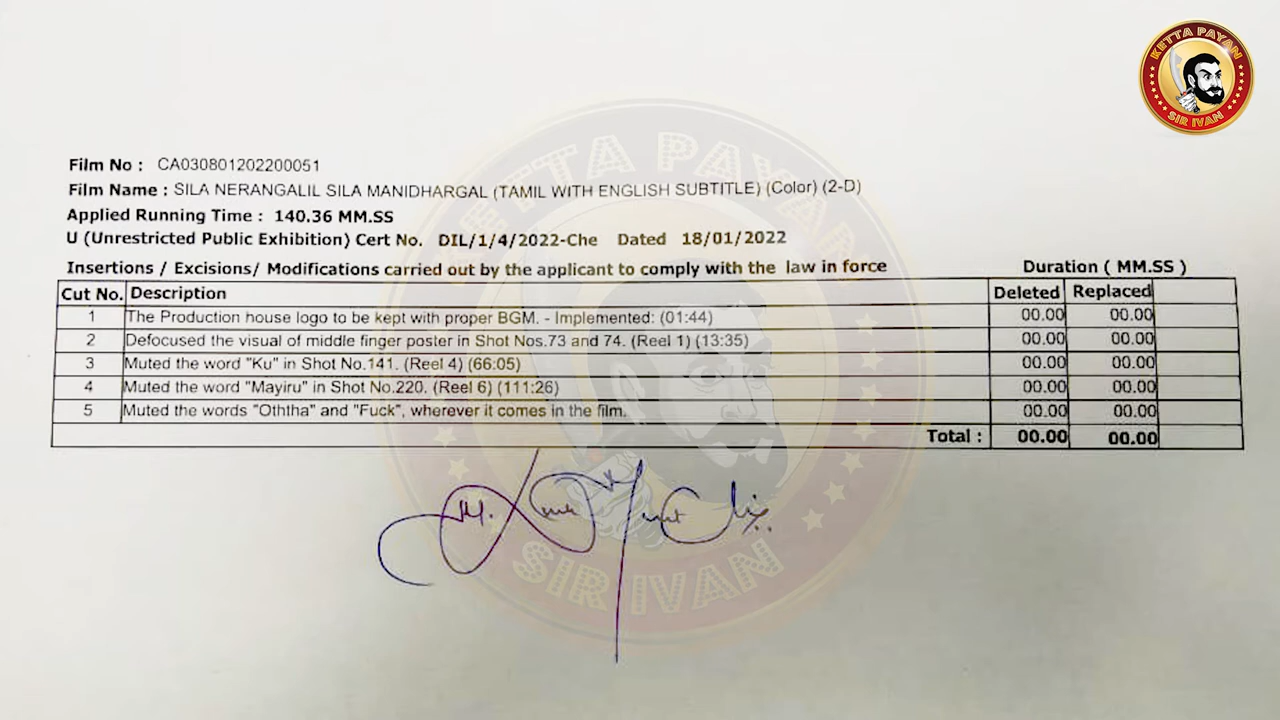 KETTA PAYAN
SIR IVAN
Film No : CA030801202200051
Film Name : SILA NERANGALIL SILA MANIDHARGAL (TAMIL WITH ENGLISH SUBTITLE) (Color) (2-D)
Applied Running Time : 140.36 MM.SS
U (Unrestricted Public Exhibition) Cert No. DIL/1/4/2022-Che Dated 18/01/2022
Insertions / Excisions/ Modifications carried out by the applicant to comply with the law in force Duration ( MM.SS )
Cut No. Description Deleted Replaced
1 The Production house logo to be kept with proper BGM. - Implemented: (01:44) 00.00 00.00
2 Defocused the visual of middle finger poster in Shot Nos.73 and 74. (Reel 1) (13:35) 00.00 00.00
3 Muted the word "Ku" in Shot No.141. (Reel 4) (66:05) 00.00 00.00
4 Muted the word "Mayiru" in Shot No.220. (Reel 6) (111:26) 00.00 00.00
5 Muted the words "Oththa" and "Fuck", wherever it comes in the film. 00.00 00.00
Total : 00.00 00.00
KETTA PAYAN
SIR IVAN